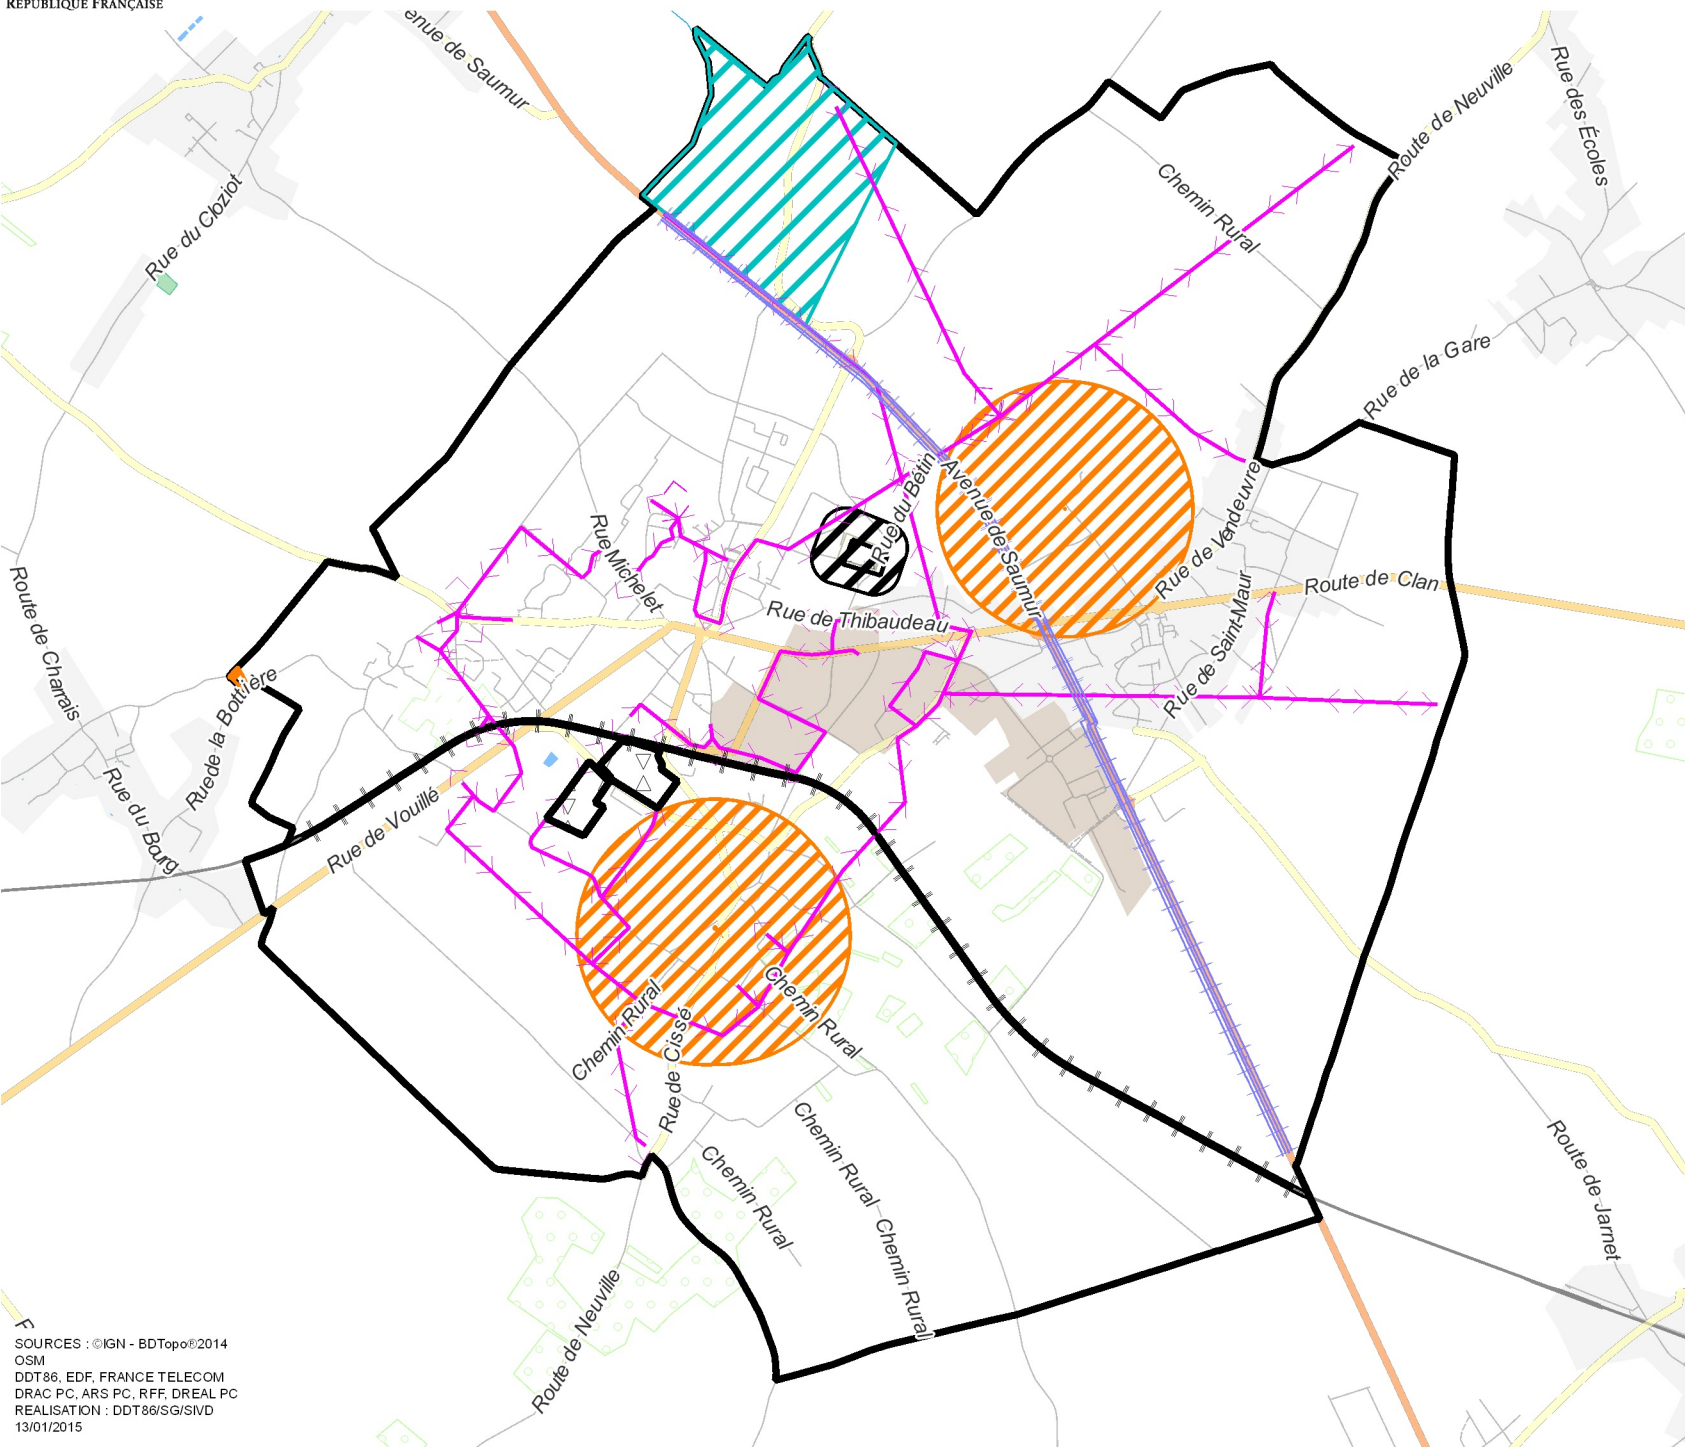 RÉPUBLIQUE FRANÇAISE
enue de Saumur
Rue des Écoles
Route de Neuville
Rue du Cloziot
Chemin Rural
Rue de la Gare
Rue du Bétin
Avenue de Saumur
Rue de Vendeuvre
Rue Michelet
Route de Clan
Rue de Thibaudeau
Route de Charrais
Rue de Saint-Maur
Rue de la Bottière
Rue du Bourg
Rue de Vouillé
Chemin Rural
Chemin Rural
Rue de Cissé
Chemin Rural
Chemin Rural
Chemin Rural
Route de Jarnet
Route de Neuville
SOURCES : ©IGN - BDTopo®2014
OSM
DDT86, EDF, FRANCE TELECOM
DRAC PC, ARS PC, RFF, DREAL PC
REALISATION : DDT86/SG/SIVD
13/01/2015